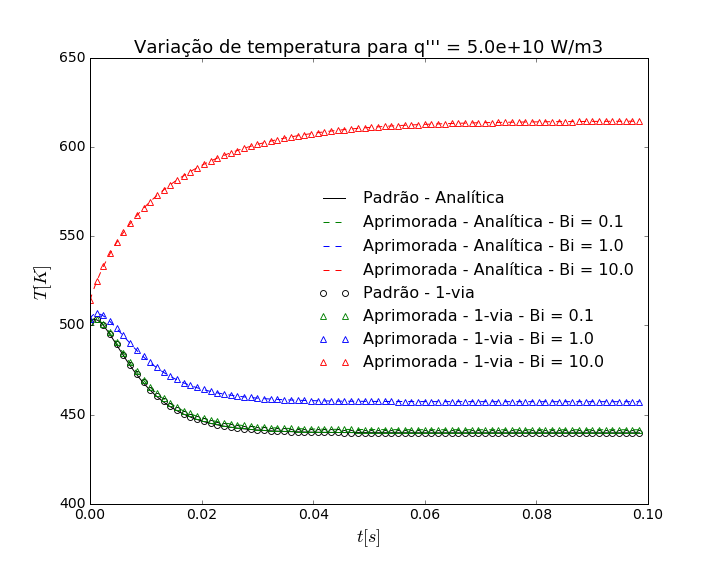 Variação de temperatura para q''' = 5.0e+10 W/m3
650
600
550
500
450
400
T[K]
Padrão - Analítica
Aprimorada - Analítica - Bi = 0.1
Aprimorada - Analítica - Bi = 1.0
Aprimorada - Analítica - Bi = 10.0
Padrão - 1-via
Aprimorada - 1-via - Bi = 0.1
Aprimorada - 1-via - Bi = 1.0
Aprimorada - 1-via - Bi = 10.0
0.00 0.02 0.04 0.06 0.08 0.10
t[s]